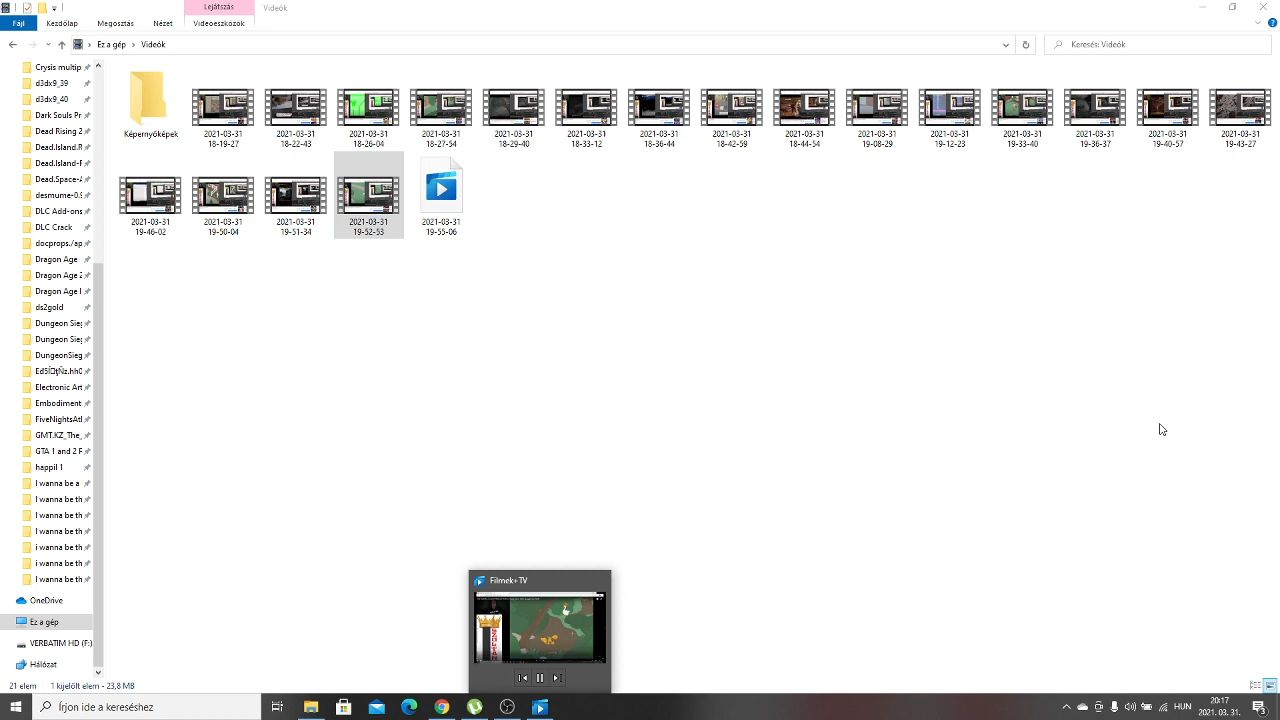 Lejátszás
Videók
Fájl
Kezdőlap
Megosztás
Nézet
Videoeszközök
Ez a gép
Videók
Keresés: Videók
Crysis multip
d3dx9_39
d3dx9_40
Dark Souls Pr
Dead Rising 2
Dead.Island.R
Dead.Island-F
Dead.Space-A
desmume-0.9
DLC Add-ons
DLC Crack
docprops./ap
Dragon Age
Dragon Age 2
Dragon Age I
ds2gold
Dungeon Sieg
Dungeon Sieg
DungeonSieg
Electronic Art
Embodiment
FiveNightsAtl
GMT.KZ_The_
GTA 1 and 2 F
happil 1
I wanna be a
I wanna be th
I wanna be th
I wanna be th
i wanna be th
i wanna be th
I wanna be th
OneDrive
Ez a gép
VERBATIM HD (F:)
Hálózat
Képernyőképek
2021-03-31
18-19-27
2021-03-31
18-22-43
2021-03-31
18-26-04
2021-03-31
18-27-54
2021-03-31
18-29-40
2021-03-31
18-33-12
2021-03-31
18-36-44
2021-03-31
18-42-59
2021-03-31
18-44-54
2021-03-31
19-08-29
2021-03-31
19-12-23
2021-03-31
19-33-40
2021-03-31
19-36-37
2021-03-31
19-40-57
2021-03-31
19-43-27
2021-03-31
19-46-02
2021-03-31
19-50-04
2021-03-31
19-51-34
2021-03-31
19-52-53
2021-03-31
19-55-06
Filmek+ TV
21 elem
1 kijelölt elem - 23,8 MB
Írjon ide a kereséshez
HUN
20:17
2021. 03. 31.